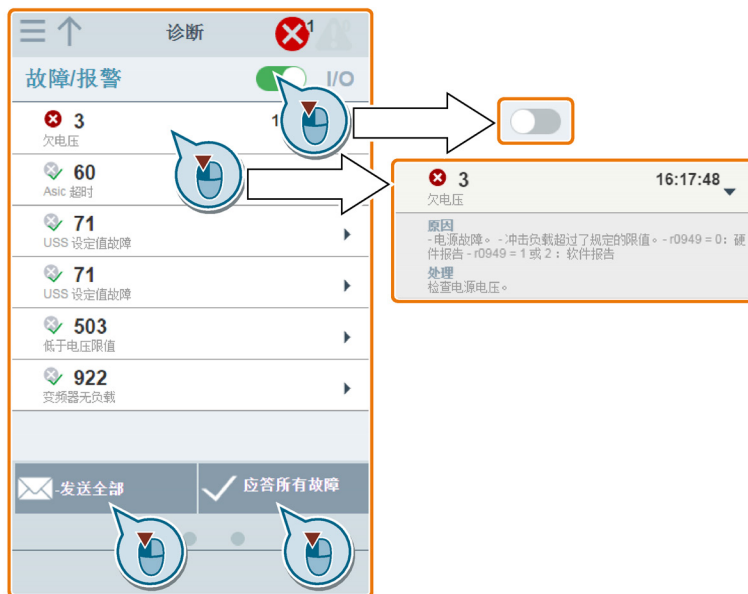 诊断
1
故障/报警
I/O
3
欠电压
1
60
Asic 超时
71
USS 设定值故障
71
USS 设定值故障
503
低于电压限值
922
变频器无负载
-发送全部
应答所有故障
3
16:17:48
欠电压
原因
-电源故障。 - 冲击负载超过了规定的限值。- r0949 = 0：硬
件报告 - r0949 = 1 或 2： 软件报告
处理
检查电源电压。